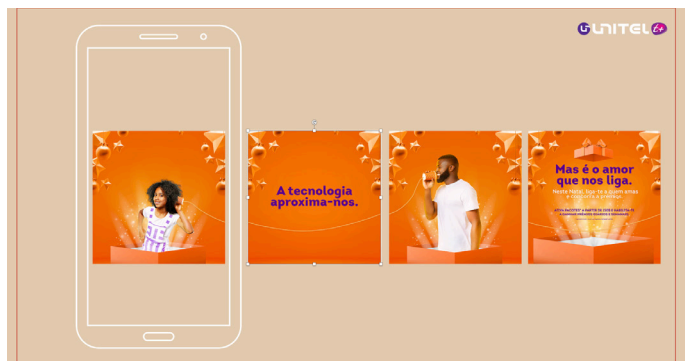 UNITEL t+
A tecnologia
aproxima-nos.
Mas é o amor
que nos liga.
Neste Natal, liga-te a quem amas